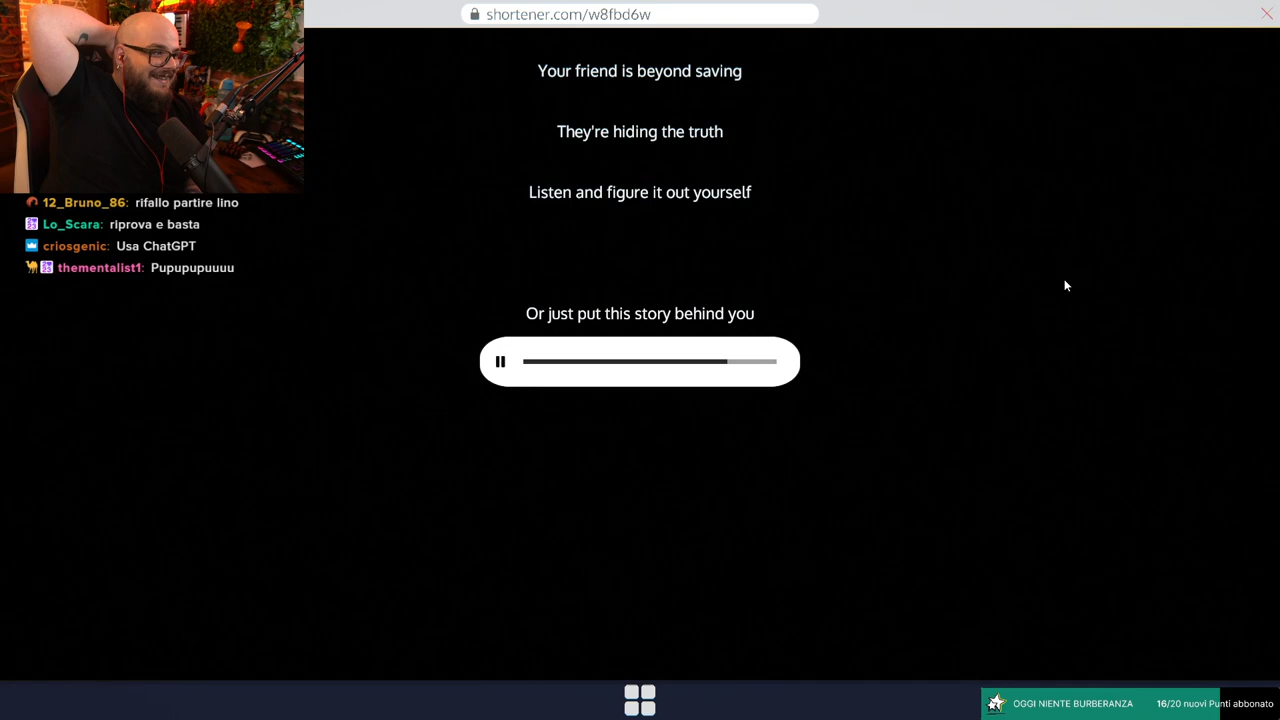 shortener.com/w8fbd6w
Your friend is beyond saving
They're hiding the truth
Listen and figure it out yourself
Or just put this story behind you
12_Bruno_86: rifallo partire lino
Lo_Scara: riprova e basta
criosgenic: Usa ChatGPT
thementalist1: Pupupupuuuu
OGGI NIENTE BURBERANZA 16/20 nuovi Punti abbonato